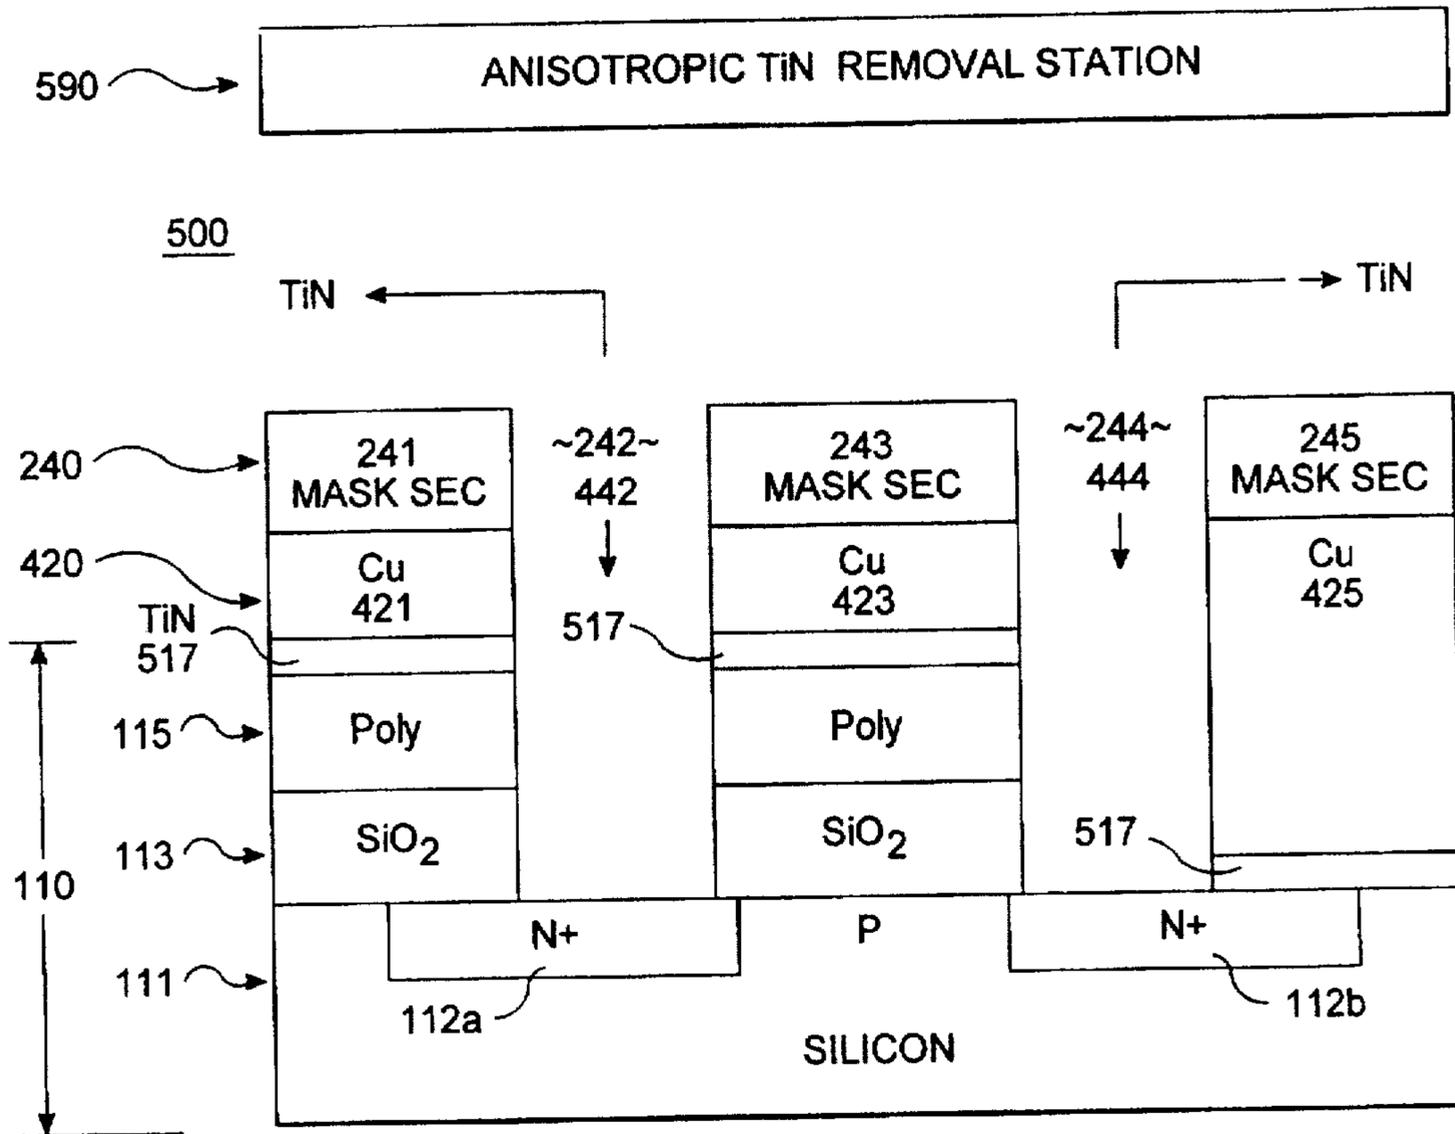 ANISOTROPIC TiN REMOVAL STATION
590
500
TiN
TiN
240
241
MASK SEC
~242~
442
243
MASK SEC
~244~
444
245
MASK SEC
420
Cu
421
Cu
423
Cu
425
TiN
517
517
115
Poly
Poly
113
SiO2
SiO2
517
110
N+
P
N+
111
112a
112b
SILICON